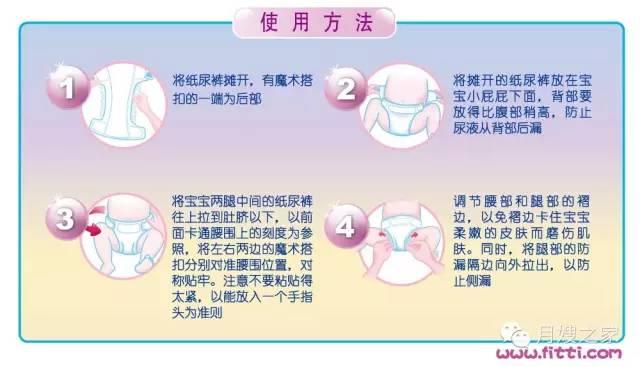 使用方法
1
将纸尿裤摊开，有魔术搭
扣的一端为后部
2
将摊开的纸尿裤放在宝
宝小屁屁下面，背部要
放得比腹部稍高，防止
尿液从背部后漏
3
将宝宝两腿中间的纸尿裤
往上拉到肚脐以下，以前
面卡通腰围上的刻度为参
照，将左右两边的魔术搭
扣分别对准腰围位置，对
称贴牢。注意不要粘贴得
太紧，以能放入一个手指
头为准则
4
调节腰部和腿部的褶
边，以免褶边卡住宝宝
柔嫩的皮肤而磨伤肌
肤。同时，将腿部的防
漏隔边向外拉出，以防
止侧漏
月嫂之家
www.fitti.com